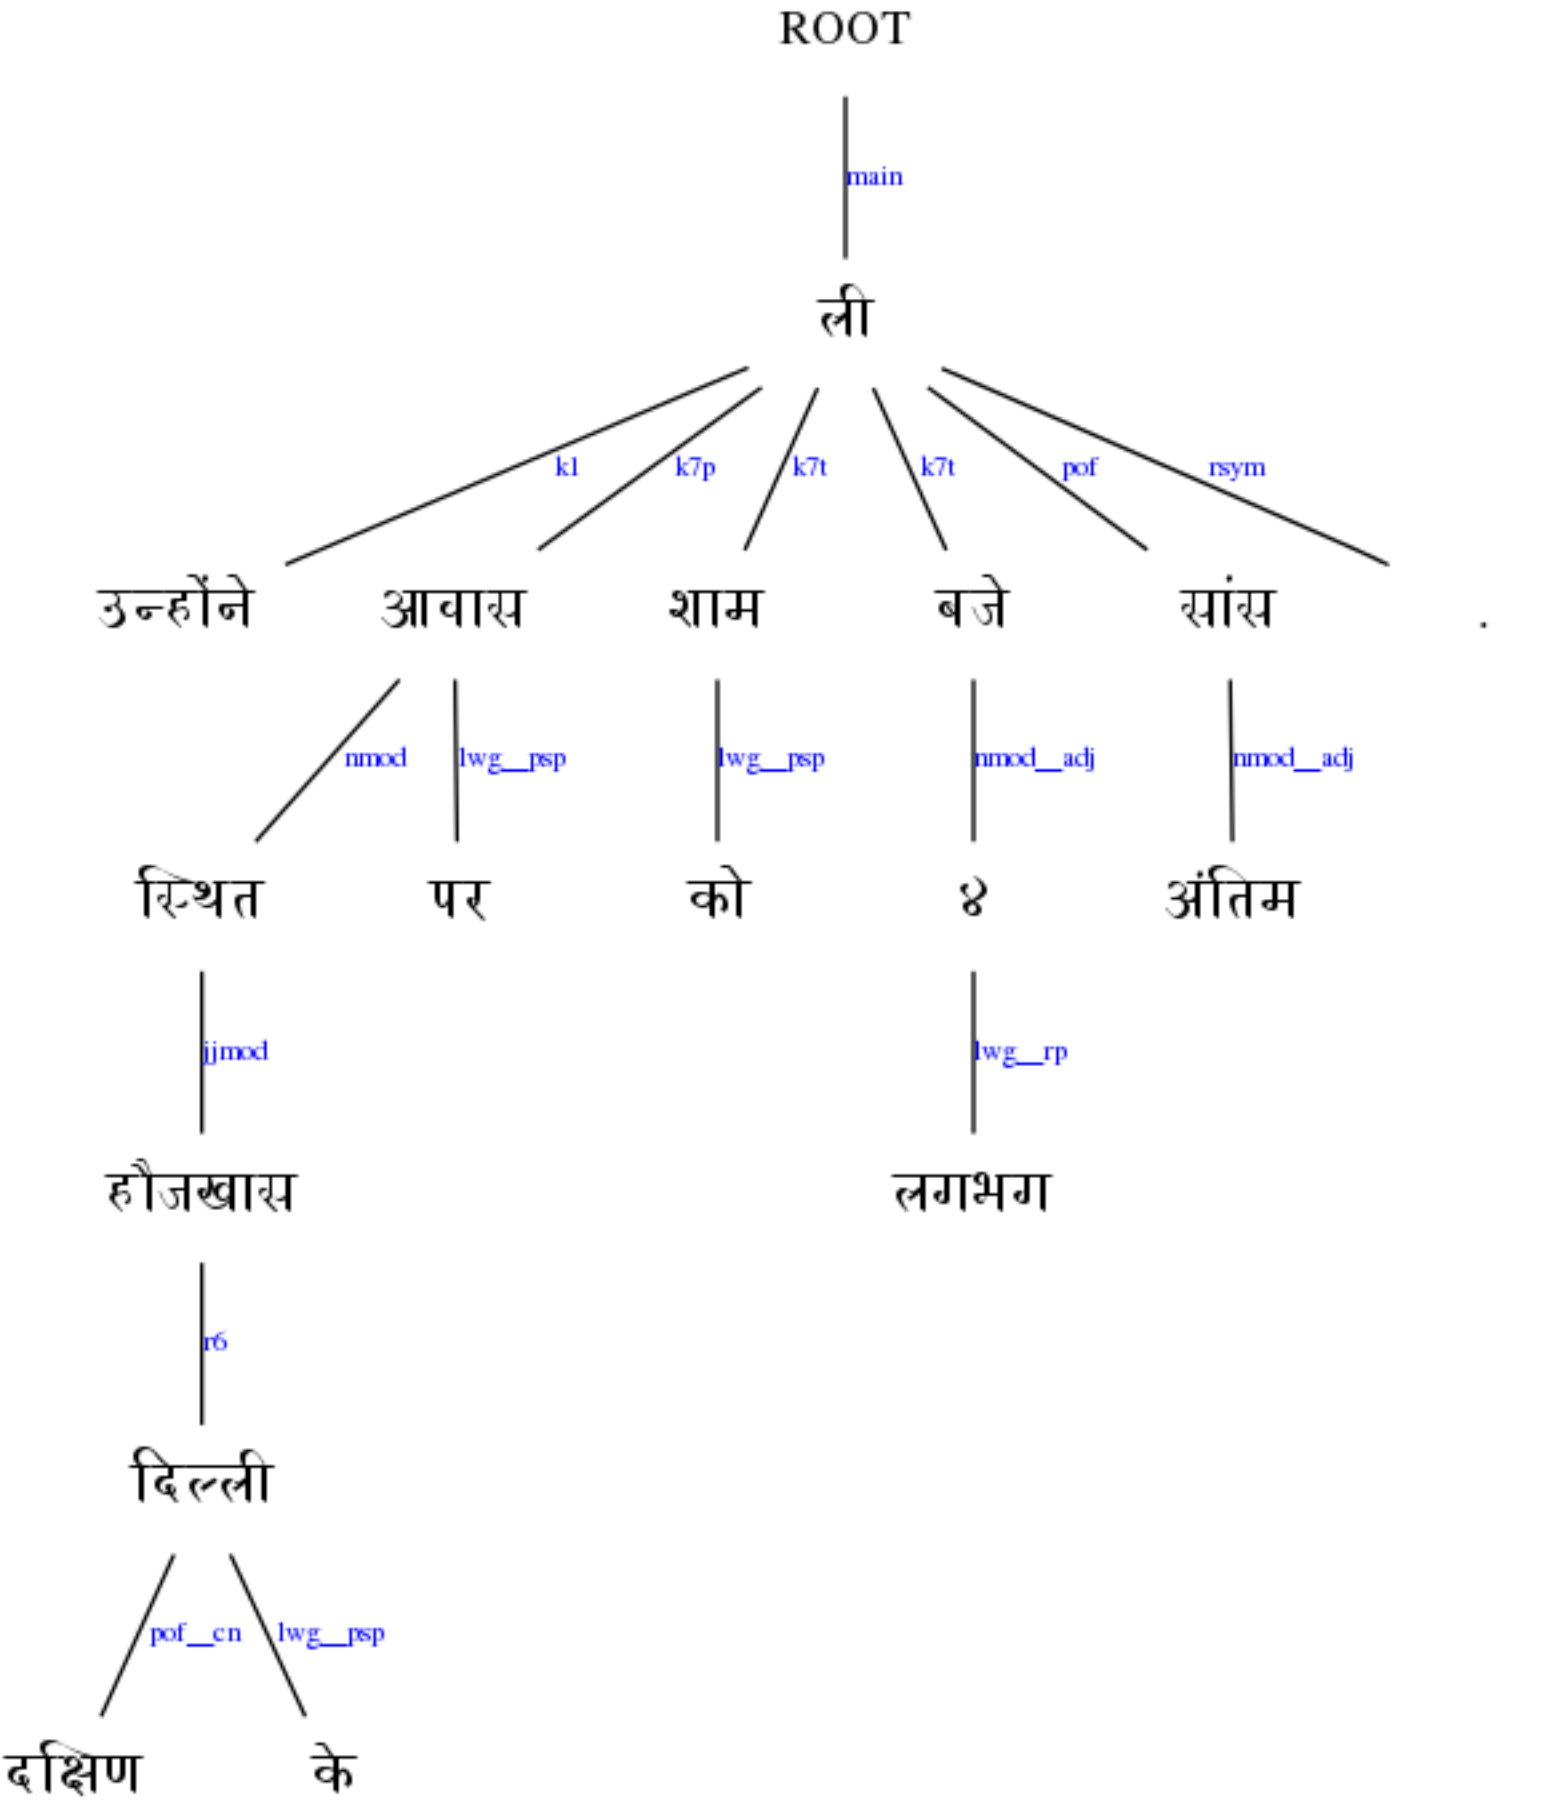 ROOT
main
ली
k1 k7p k7t k7t pof rsym
उन्होंने आवास शाम बजे सांस .
nmod lwg__psp lwg__psp nmod__adj nmod__adj
स्थित पर को ४ अंतिम
jjmod lwg__rp
हौजखास लगभग
r6
दिल्ली
pof__cn lwg__psp
दक्षिण के